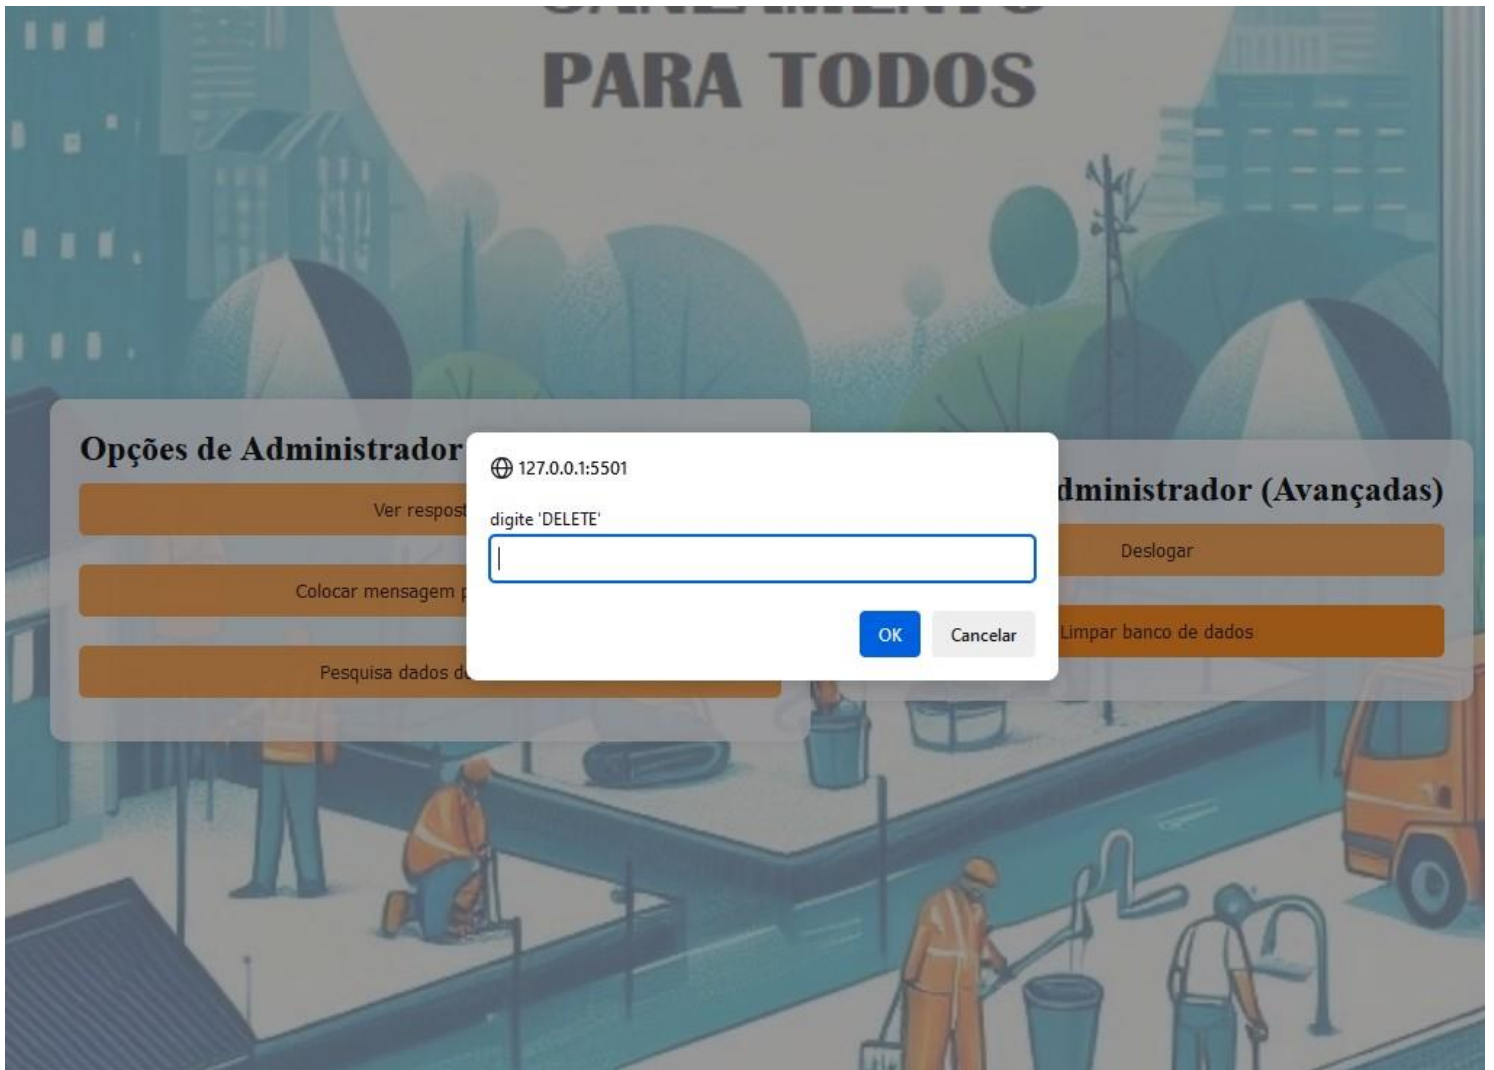 PARA TODOS
Opções de Administrador
Ver respost
Colocar mensagem p
Pesquisa dados de
127.0.0.1:5501
digite 'DELETE'
OK
Cancelar
dministrador (Avançadas)
Deslogar
Limpar banco de dados